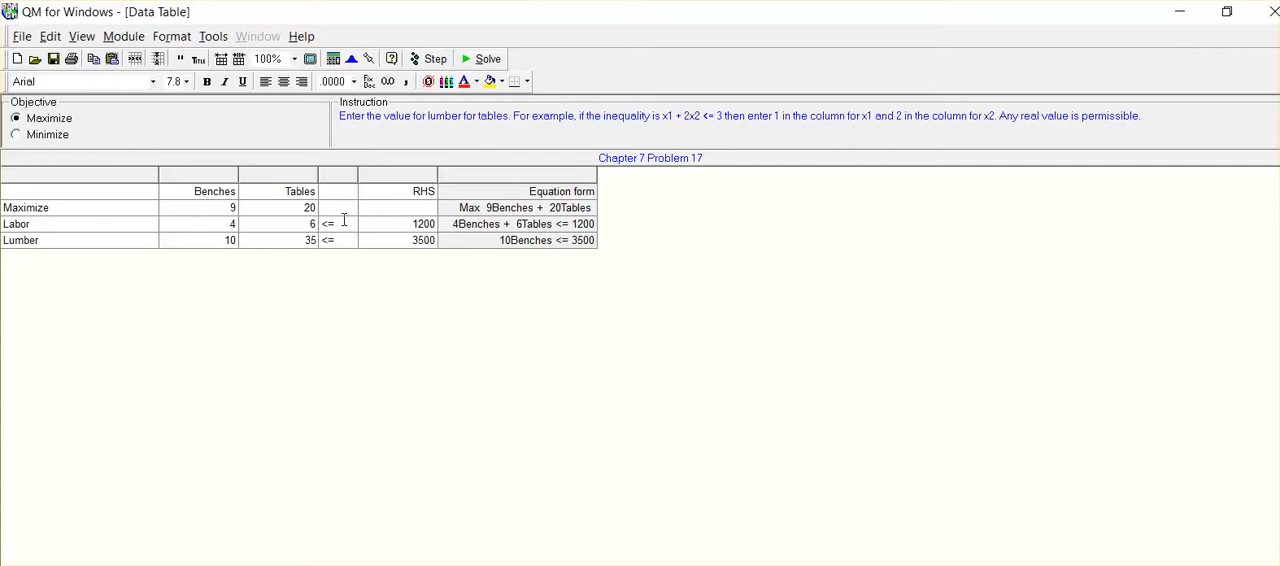 QM for Windows - [Data Table]
File Edit View Module Format Tools Window Help
100% Step Solve
Arial 7.8 B I U .0000 0.0 ,
Objective
Maximize
Minimize
Instruction
Enter the value for lumber for tables. For example, if the inequality is x1 + 2x2 <= 3 then enter 1 in the column for x1 and 2 in the column for x2. Any real value is permissible.
Chapter 7 Problem 17
Benches Tables RHS Equation form
Maximize 9 20 Max 9Benches + 20Tables
Labor 4 6 <= 1200 4Benches + 6Tables <= 1200
Lumber 10 35 <= 3500 10Benches <= 3500